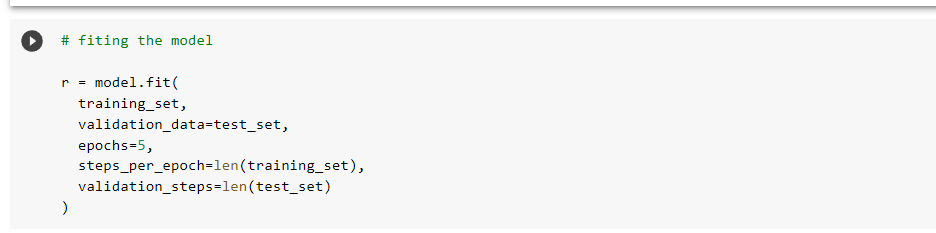 # fiting the model
r = model.fit(
training_set,
validation_data=test_set,
epochs=5,
steps_per_epoch=len(training_set),
validation_steps=len(test_set)
)